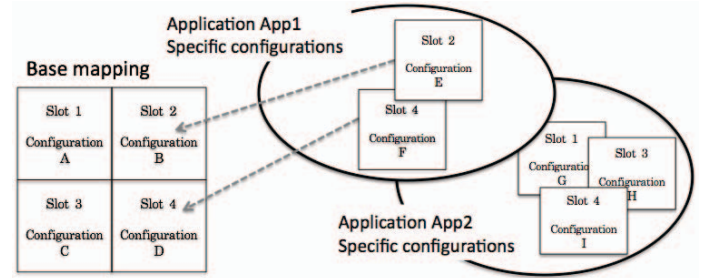 Application App1
Specific configurations
Base mapping
Slot 1
Configuration
A
Slot 2
Configuration
B
Slot 3
Configuration
C
Slot 4
Configuration
D
Slot 2
Configuration
E
Slot 4
Configuration
F
Slot 1
Configuratio
G
Slot 3
Configuration
H
Slot 4
Configuration
I
Application App2
Specific configurations